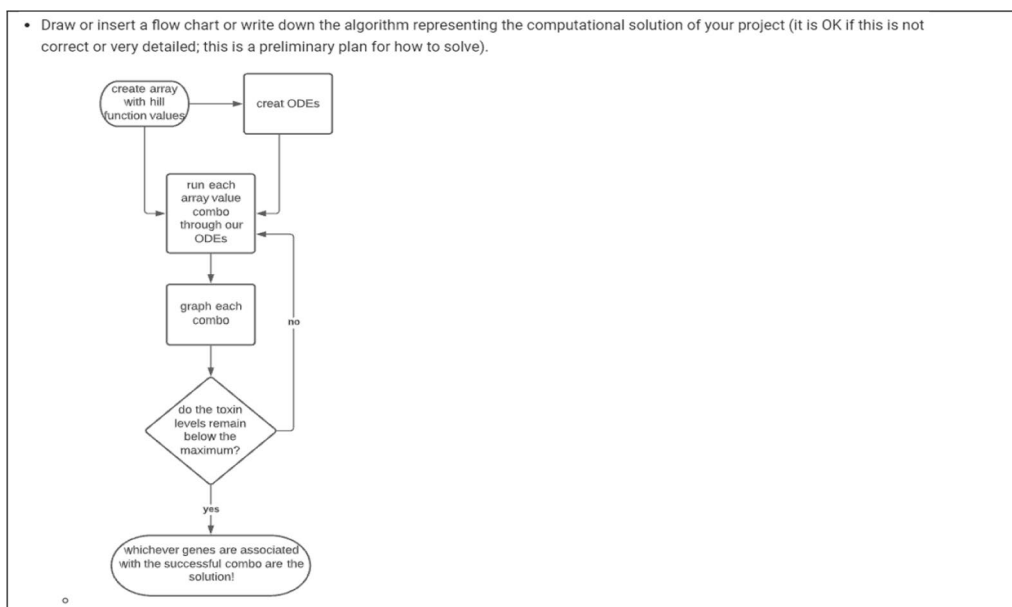 • Draw or insert a flow chart or write down the algorithm representing the computational solution of your project (it is OK if this is not
correct or very detailed; this is a preliminary plan for how to solve).
create array
with hill
function values
creat ODEs
run each
array value
combo
through our
ODEs
graph each
combo
no
do the toxin
levels remain
below the
maximum?
yes
whichever genes are associated
with the successful combo are the
solution!